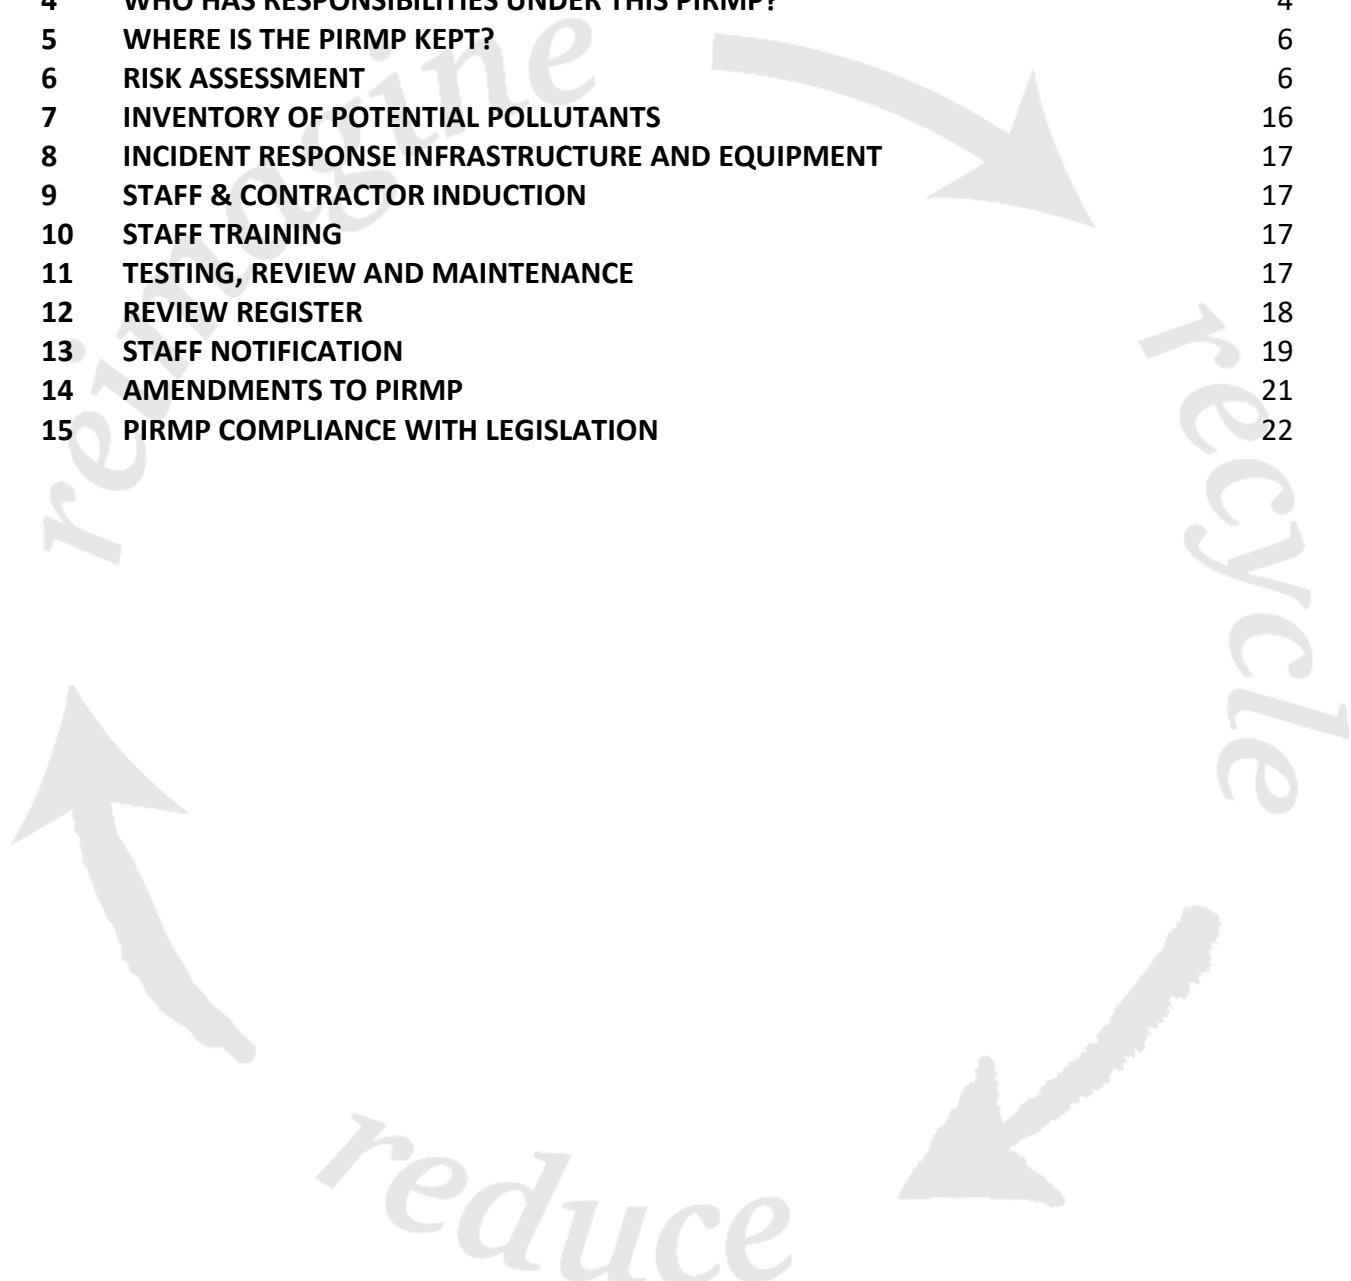 4 WHO HAS RESPONSIBILITIES UNDER THIS PIRMP? 4
5 WHERE IS THE PIRMP KEPT? 6
6 RISK ASSESSMENT 6
7 INVENTORY OF POTENTIAL POLLUTANTS 16
8 INCIDENT RESPONSE INFRASTRUCTURE AND EQUIPMENT 17
9 STAFF & CONTRACTOR INDUCTION 17
10 STAFF TRAINING 17
11 TESTING, REVIEW AND MAINTENANCE 17
12 REVIEW REGISTER 18
13 STAFF NOTIFICATION 19
14 AMENDMENTS TO PIRMP 21
15 PIRMP COMPLIANCE WITH LEGISLATION 22
reimagine
recycle
reduce